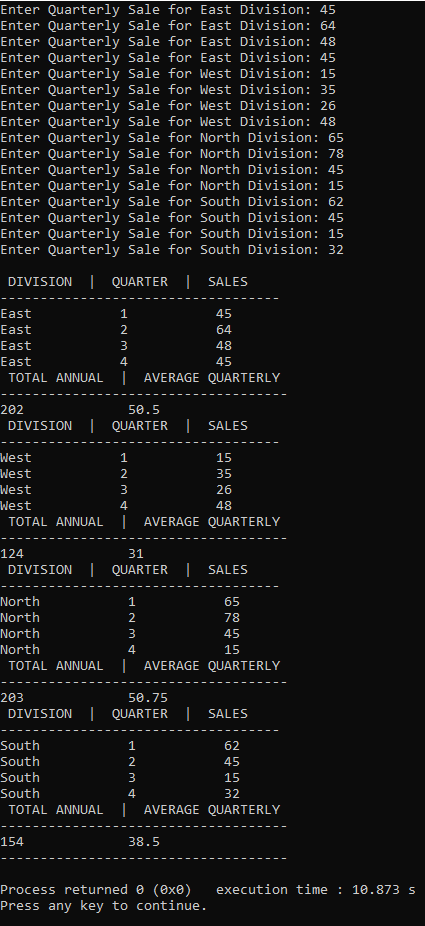 Enter Quarterly Sale for East Division: 45
Enter Quarterly Sale for East Division: 64
Enter Quarterly Sale for East Division: 48
Enter Quarterly Sale for East Division: 45
Enter Quarterly Sale for West Division: 15
Enter Quarterly Sale for West Division: 35
Enter Quarterly Sale for West Division: 26
Enter Quarterly Sale for West Division: 48
Enter Quarterly Sale for North Division: 65
Enter Quarterly Sale for North Division: 78
Enter Quarterly Sale for North Division: 45
Enter Quarterly Sale for North Division: 15
Enter Quarterly Sale for South Division: 62
Enter Quarterly Sale for South Division: 45
Enter Quarterly Sale for South Division: 15
Enter Quarterly Sale for South Division: 32
 DIVISION  |  QUARTER  |  SALES
-----------------------------------
East           1           45
East           2           64
East           3           48
East           4           45
 TOTAL ANNUAL  |  AVERAGE QUARTERLY
------------------------------------
202             50.5
 DIVISION  |  QUARTER  |  SALES
-----------------------------------
West           1           15
West           2           35
West           3           26
West           4           48
 TOTAL ANNUAL  |  AVERAGE QUARTERLY
------------------------------------
124             31
 DIVISION  |  QUARTER  |  SALES
-----------------------------------
North           1           65
North           2           78
North           3           45
North           4           15
 TOTAL ANNUAL  |  AVERAGE QUARTERLY
------------------------------------
203             50.75
 DIVISION  |  QUARTER  |  SALES
-----------------------------------
South           1           62
South           2           45
South           3           15
South           4           32
 TOTAL ANNUAL  |  AVERAGE QUARTERLY
------------------------------------
154             38.5
------------------------------------
Process returned 0 (0x0)   execution time : 10.873 s
Press any key to continue.